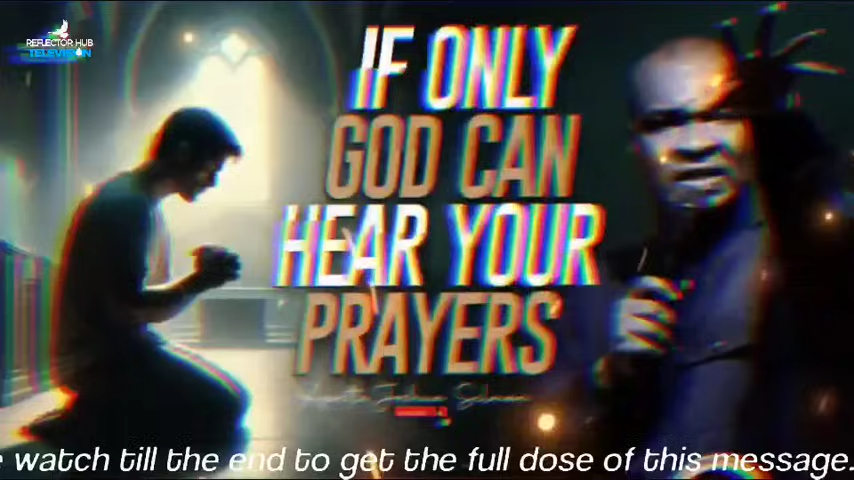 REFLECTOR HUB
TELEVISION
IF ONLY
GOD CAN
HEAR YOUR
PRAYERS
watch till the end to get the full dose of this message.